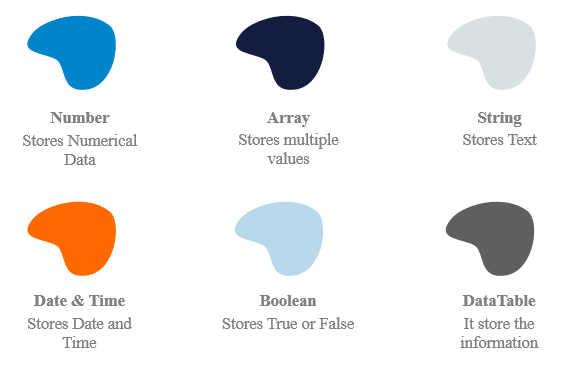 Number
Stores Numerical
Data
Array
Stores multiple
values
String
Stores Text
Date & Time
Stores Date and
Time
Boolean
Stores True or False
DataTable
It store the
information